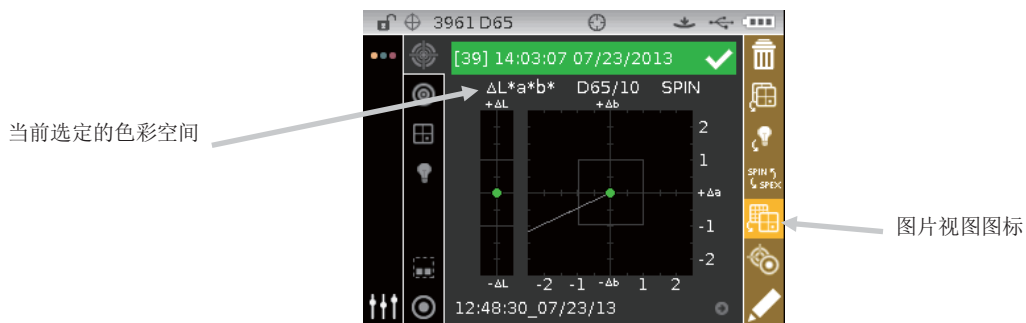 3961 D65
[39] 14:03:07 07/23/2013
ΔL*a*b* D65/10 SPIN
+ΔL +Δb
当前选定的色彩空间
2
1
SPIN
SPEX
+Δa
-1
图片视图图标
-2
-ΔL -2 -1 -Δb 1 2
12:48:30_07/23/13